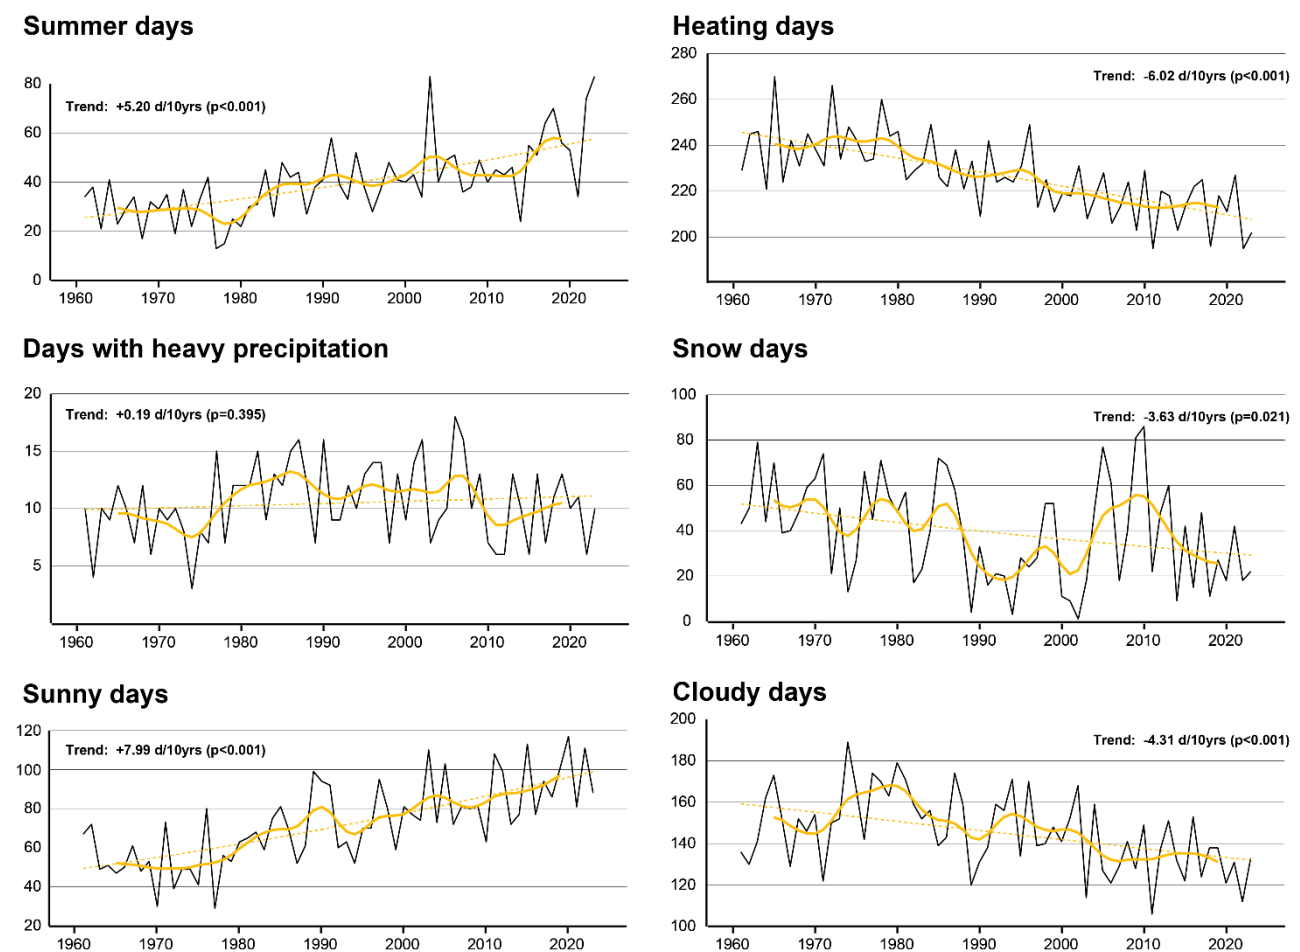 Summer days
80
60
40
20
0
Trend: +5.20 d/10yrs (p<0.001)
1960 1970 1980 1990 2000 2010 2020
Heating days
280
260
240
220
200
Trend: -6.02 d/10yrs (p<0.001)
1960 1970 1980 1990 2000 2010 2020
Days with heavy precipitation
20
15
10
5
Trend: +0.19 d/10yrs (p=0.395)
1960 1970 1980 1990 2000 2010 2020
Snow days
100
80
60
40
20
0
Trend: -3.63 d/10yrs (p=0.021)
1960 1970 1980 1990 2000 2010 2020
Sunny days
120
100
80
60
40
20
Trend: +7.99 d/10yrs (p<0.001)
1960 1970 1980 1990 2000 2010 2020
Cloudy days
200
180
160
140
120
100
Trend: -4.31 d/10yrs (p<0.001)
1960 1970 1980 1990 2000 2010 2020